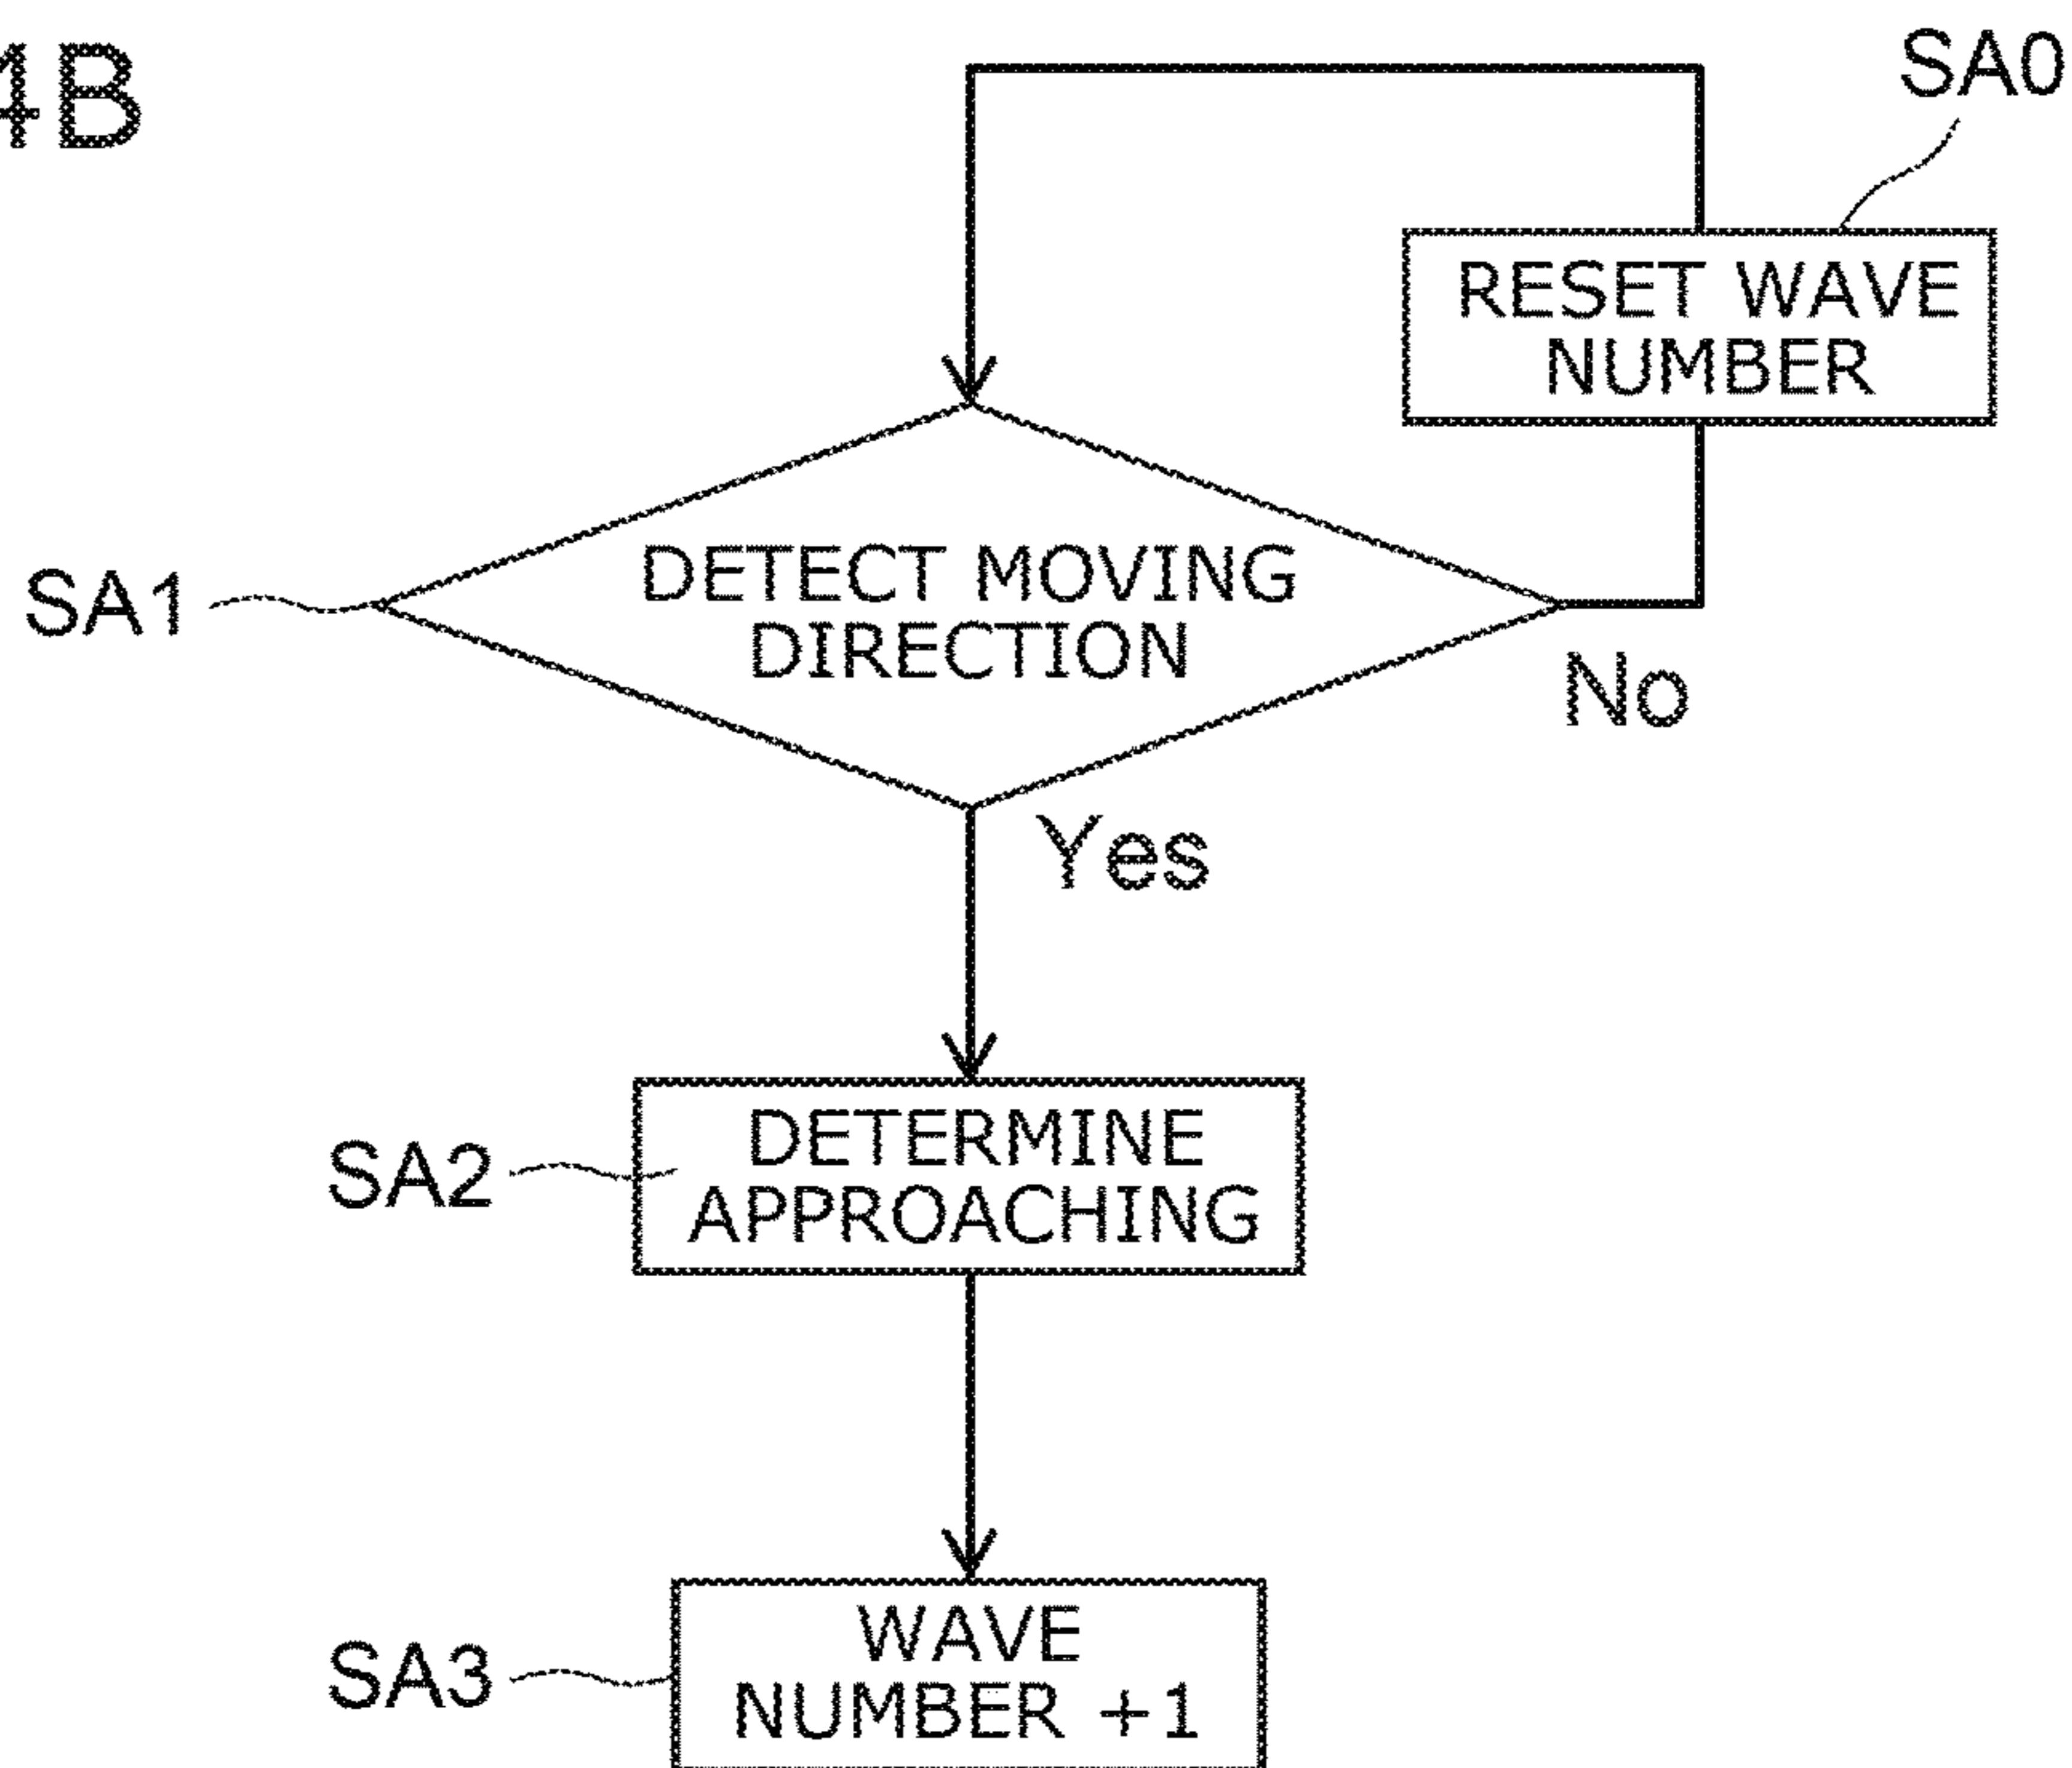 4B
SA0
RESET WAVE
NUMBER
DETECT MOVING
DIRECTION
SA1
No
Yes
SA2
DETERMINE
APPROACHING
SA3
WAVE
NUMBER +1